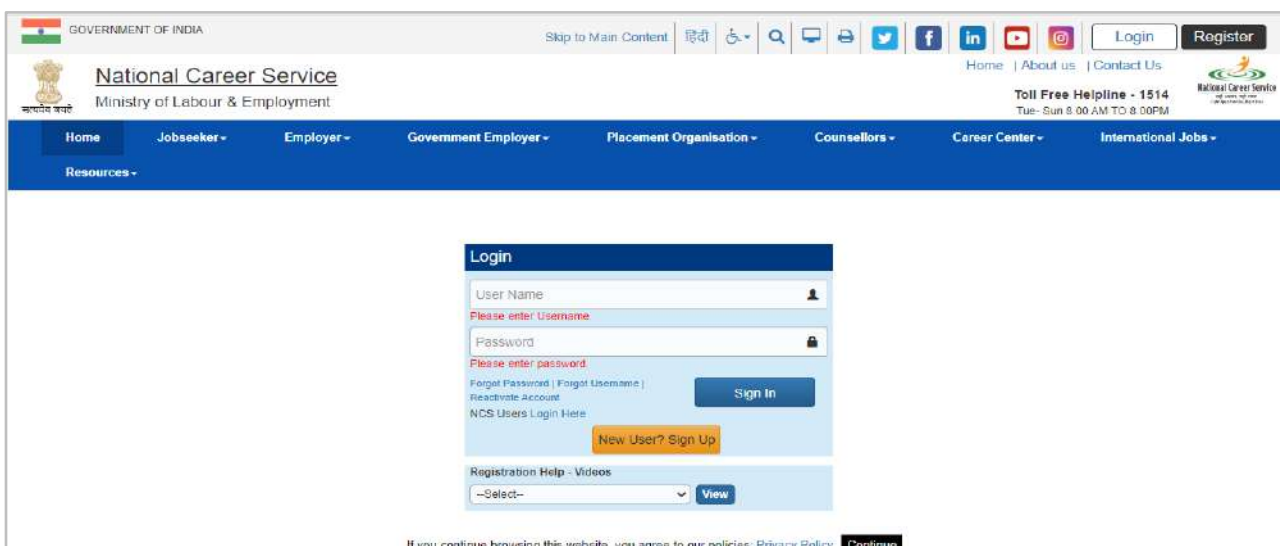 GOVERNMENT OF INDIA
Skip to Main Content
हिंदी
Login
Register
National Career Service
Ministry of Labour & Employment
सत्यमेव जयते
Home | About us | Contact Us
Toll Free Helpline - 1514
Tue- Sun 8.00 AM TO 8.00PM
National Career Service
Home Jobseeker Employer Government Employer Placement Organisation Counsellors Career Center International Jobs
Resources
Login
User Name
Please enter Username
Password
Please enter password
Forgot Password | Forgot Username |
Reactivate Account
Sign In
NCS Users Login Here
New User? Sign Up
Registration Help - Videos
--Select--
View
If you continue browsing this website, you agree to our policies: Privacy Policy Continue